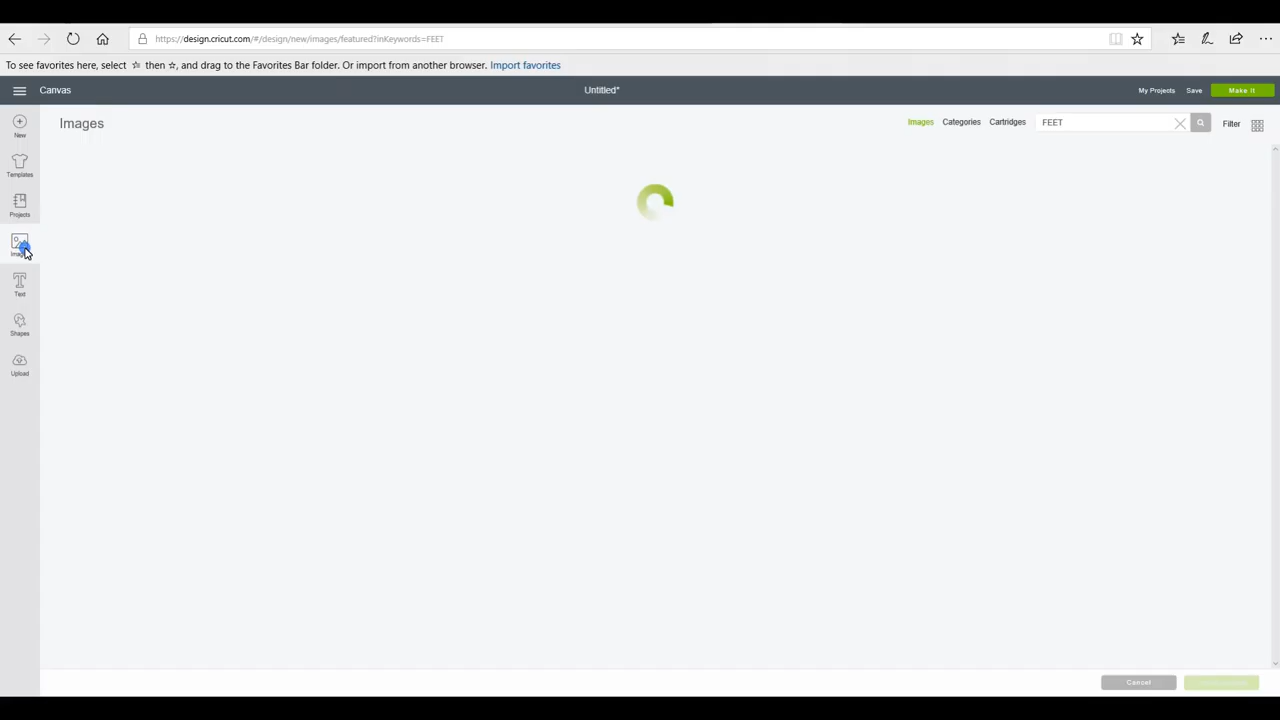 https://design.cricut.com/#/design/new/images/featured?inKeywords=FEET
To see favorites here, select ☆ then ☆, and drag to the Favorites Bar folder. Or import from another browser. Import favorites
Canvas
Untitled*
My Projects
Save
Make It
New
Templates
Projects
Text
Shapes
Upload
Images
Images
Categories
Cartridges
FEET
Filter
Cancel